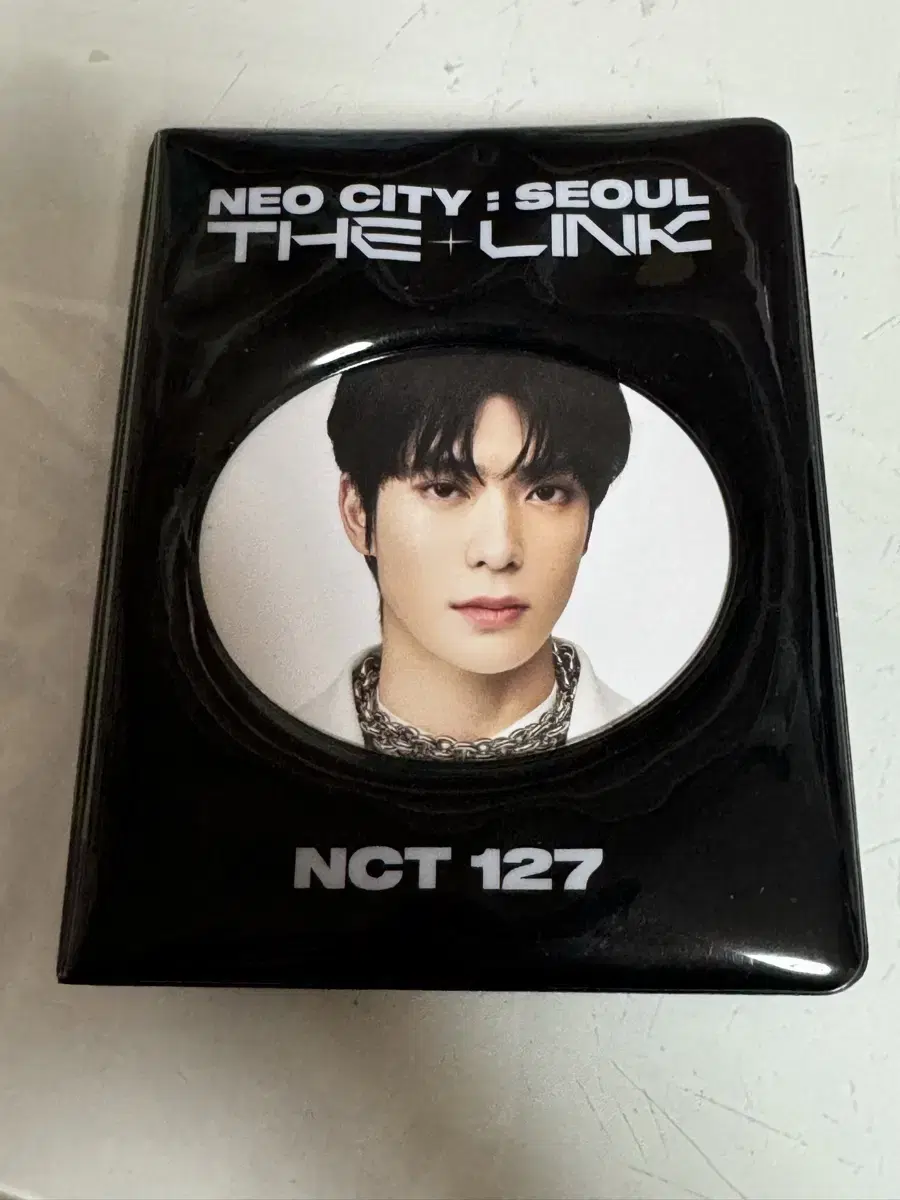 NEO CITY : SEOUL
THE + LINK
NCT 127